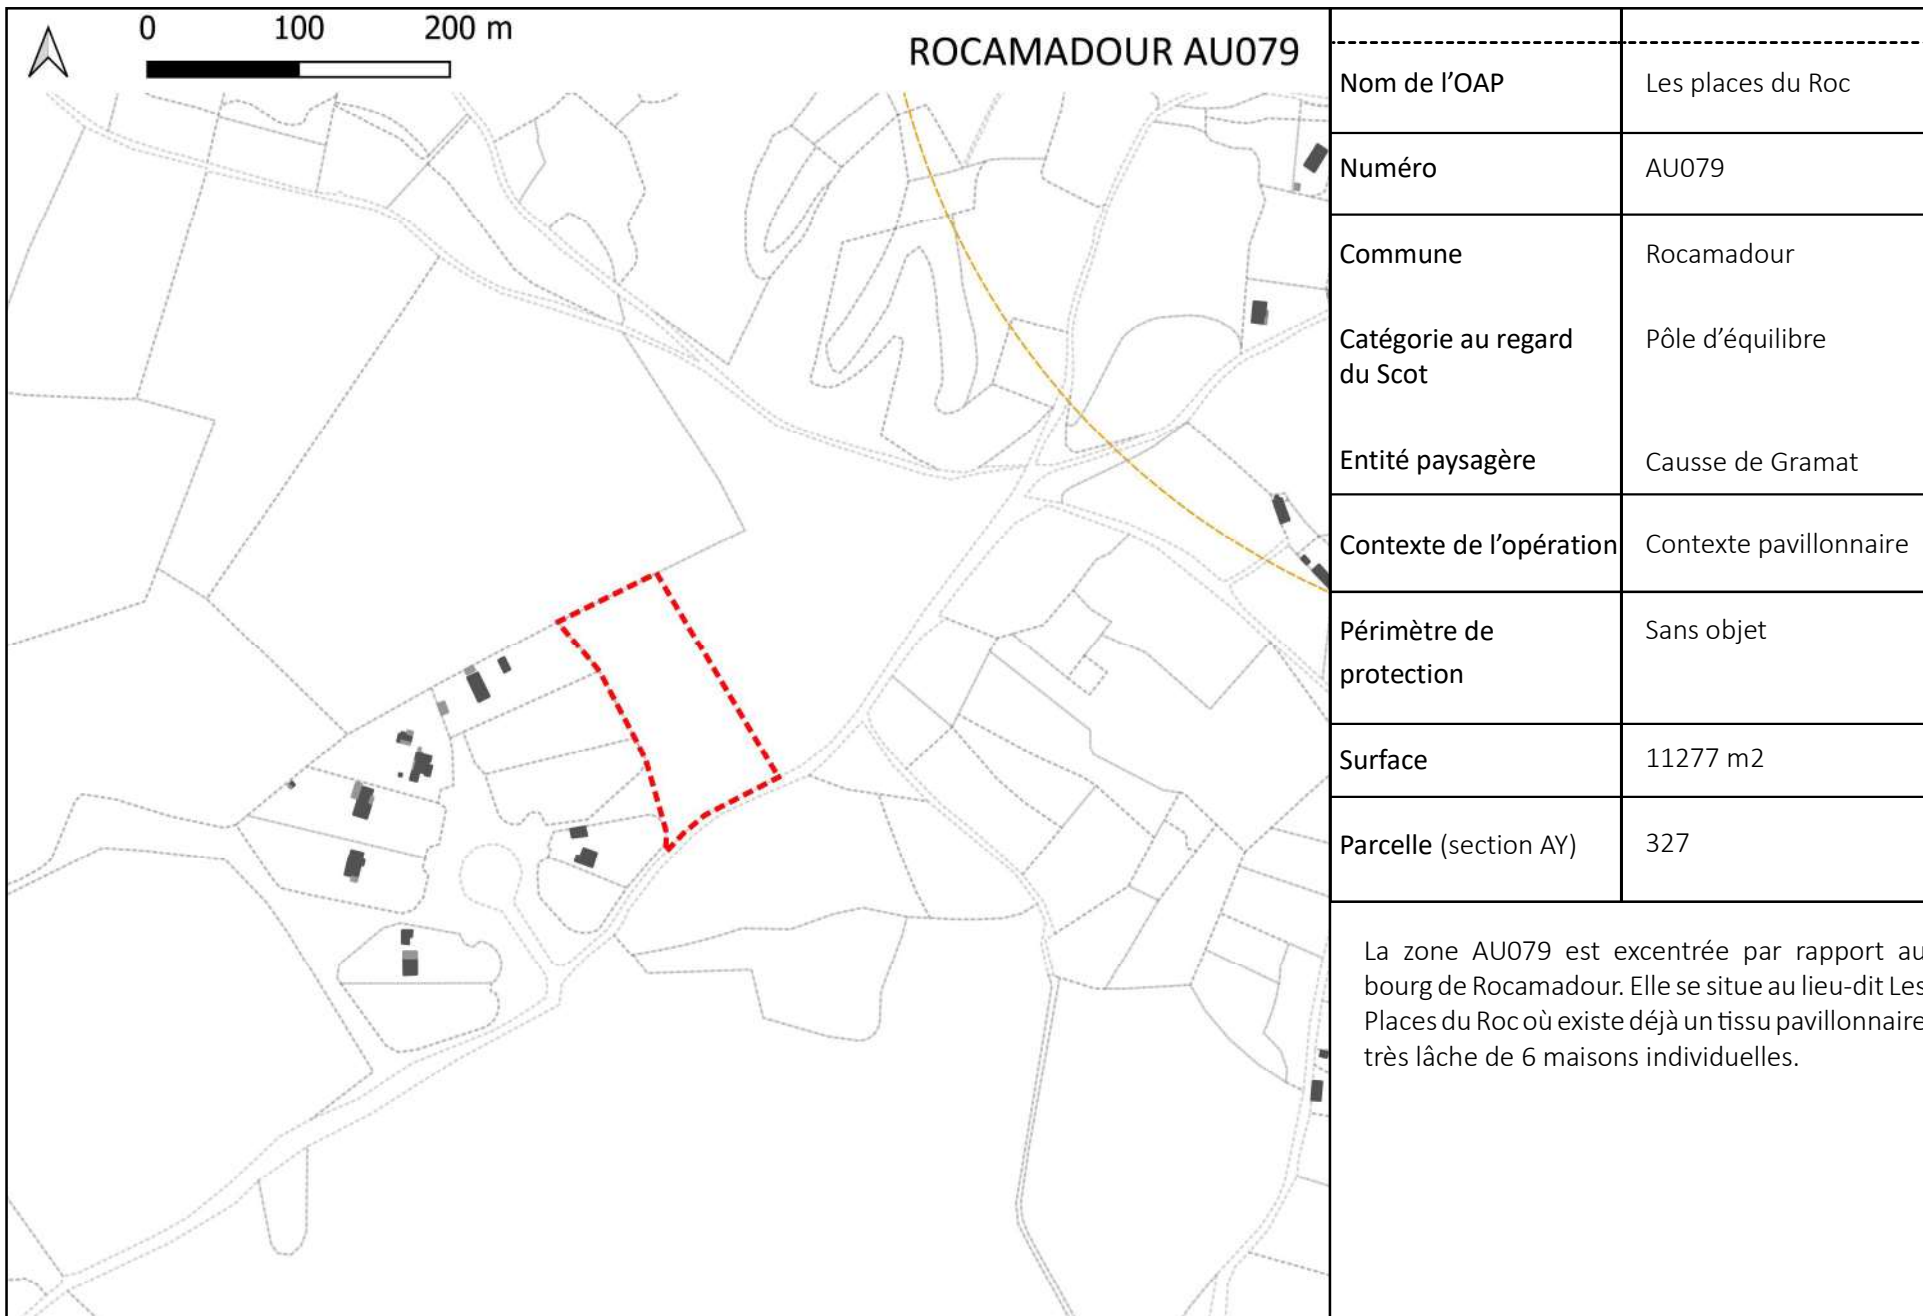 0 100 200 m
ROCAMADOUR AU079
Nom de l’OAP Les places du Roc
Numéro AU079
Commune Rocamadour
Catégorie au regard Pôle d’équilibre
du Scot
Entité paysagère Causse de Gramat
Contexte de l’opération Contexte pavillonnaire
Périmètre de Sans objet
protection
Surface 11277 m2
Parcelle (section AY) 327
La zone AU079 est excentrée par rapport au
bourg de Rocamadour. Elle se situe au lieu-dit Les
Places du Roc où existe déjà un tissu pavillonnaire
très lâche de 6 maisons individuelles.